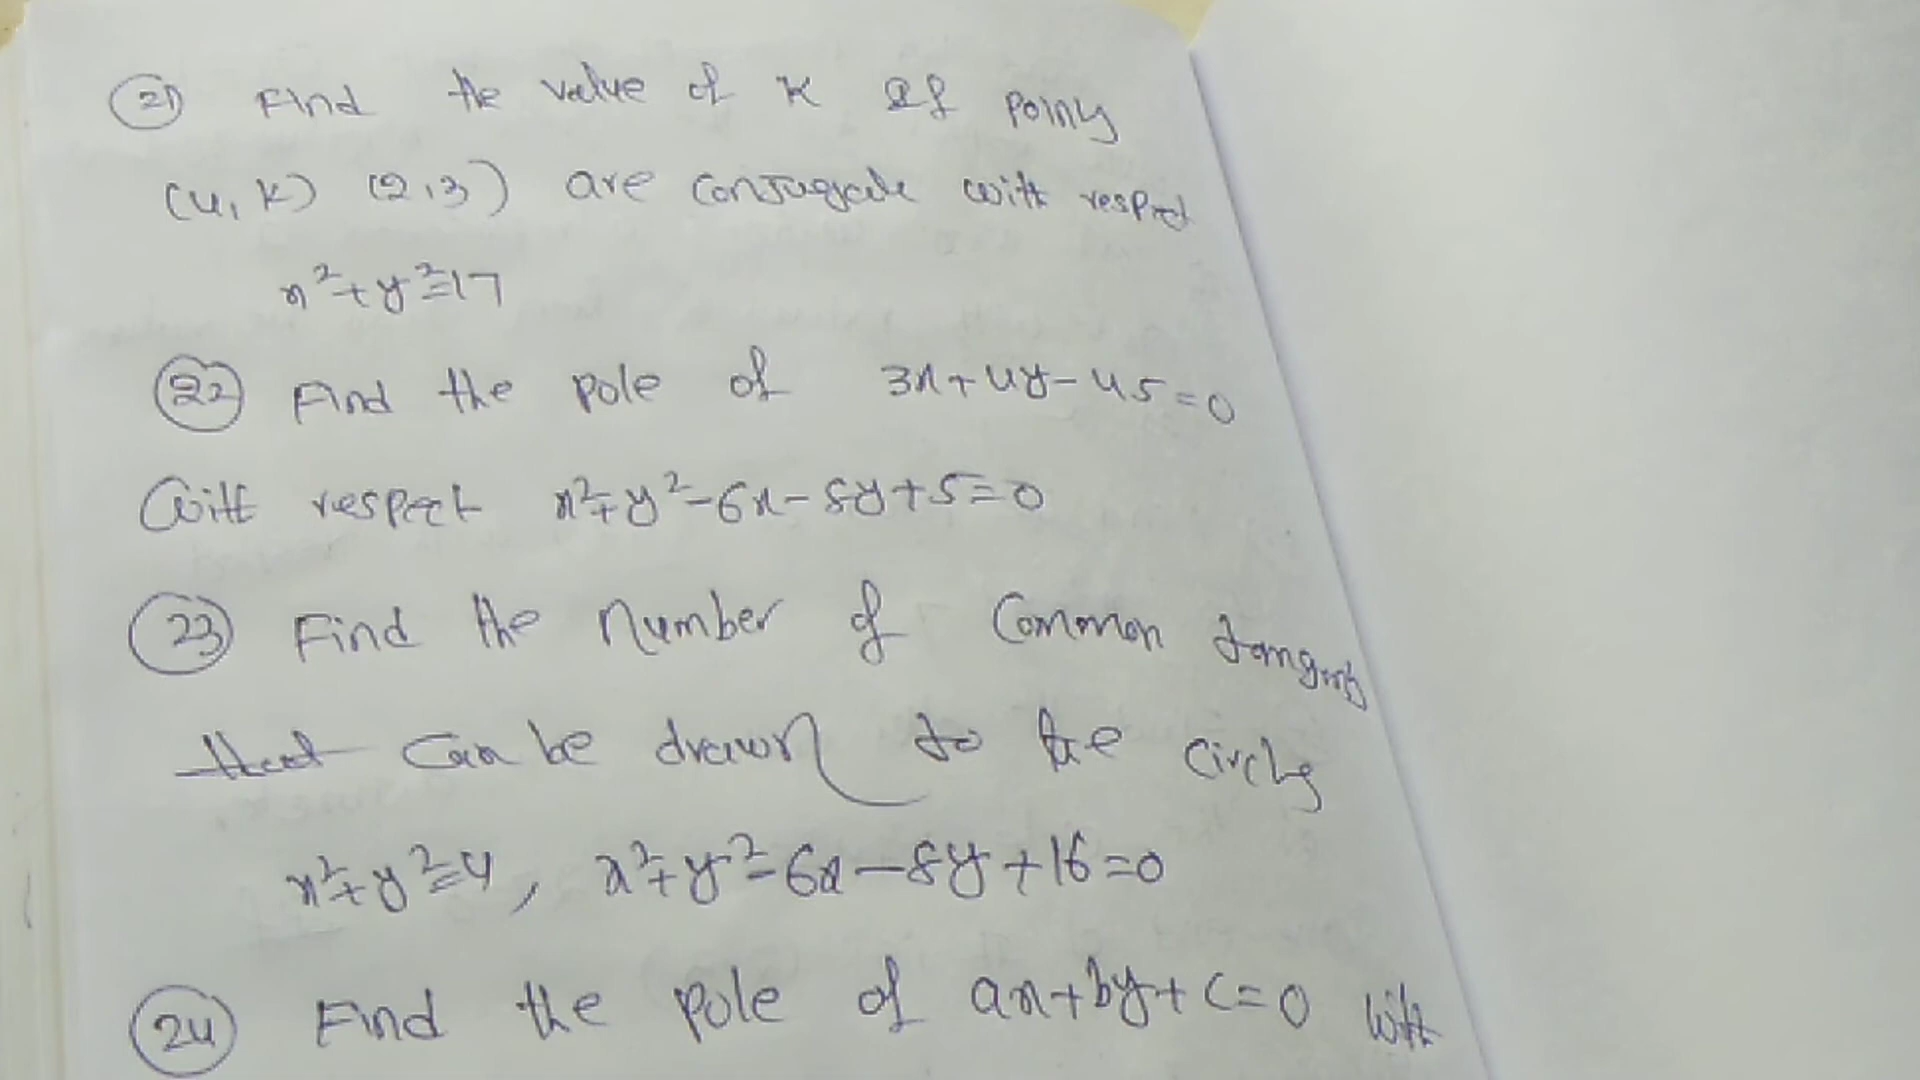 21 Find the value of K If points
(4, K) (2,3) are conjugate with respect
x²+y²=17
22 Find the pole of 3x+4y-45=0
with respect x²+y²-6x-8y+5=0
23 Find the number of common tangents
that can be drawn to the circles
x²+y²=4, x²+y²-6x-8y+16=0
24 Find the pole of ax+by+c=0 with